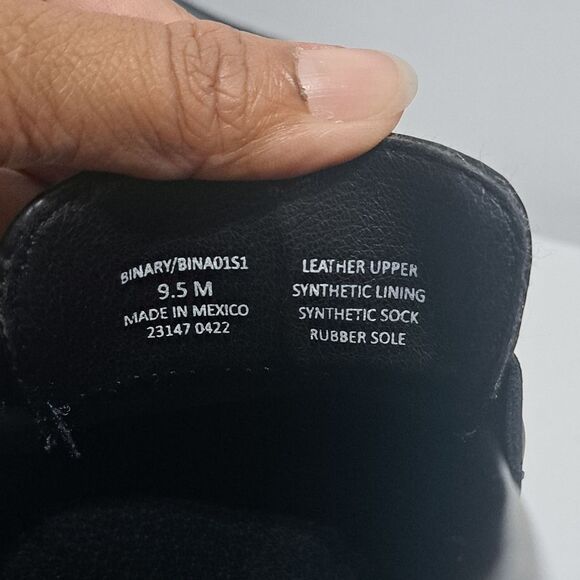 BINARY/BINA01S1
9.5 M
MADE IN MEXICO
23147 0422
LEATHER UPPER
SYNTHETIC LINING
SYNTHETIC SOCK
RUBBER SOLE